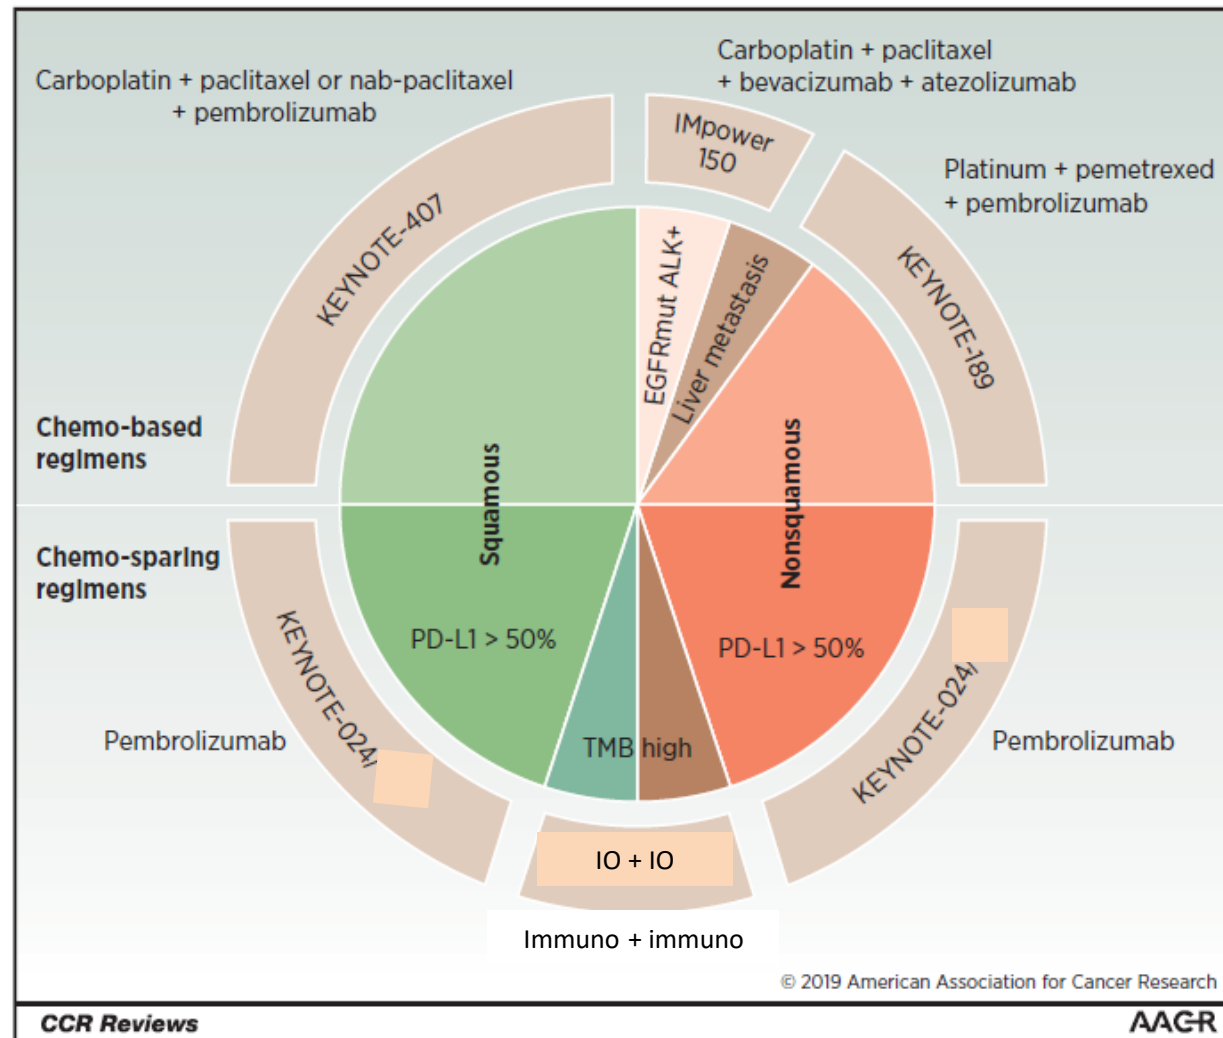 Carboplatin + paclitaxel or nab-paclitaxel
+ pembrolizumab
Carboplatin + paclitaxel
+ bevacizumab + atezolizumab
IMpower
150
Platinum + pemetrexed
+ pembrolizumab
KEYNOTE-407
KEYNOTE-189
EGFRmut ALK+
Liver metastasis
Chemo-based
regimens
Squamous
Nonsquamous
Chemo-sparing
regimens
PD-L1 > 50%
PD-L1 > 50%
KEYNOTE-024/
KEYNOTE-024/
Pembrolizumab
TMB high
Pembrolizumab
IO + IO
Immuno + immuno
© 2019 American Association for Cancer Research
CCR Reviews
AACR